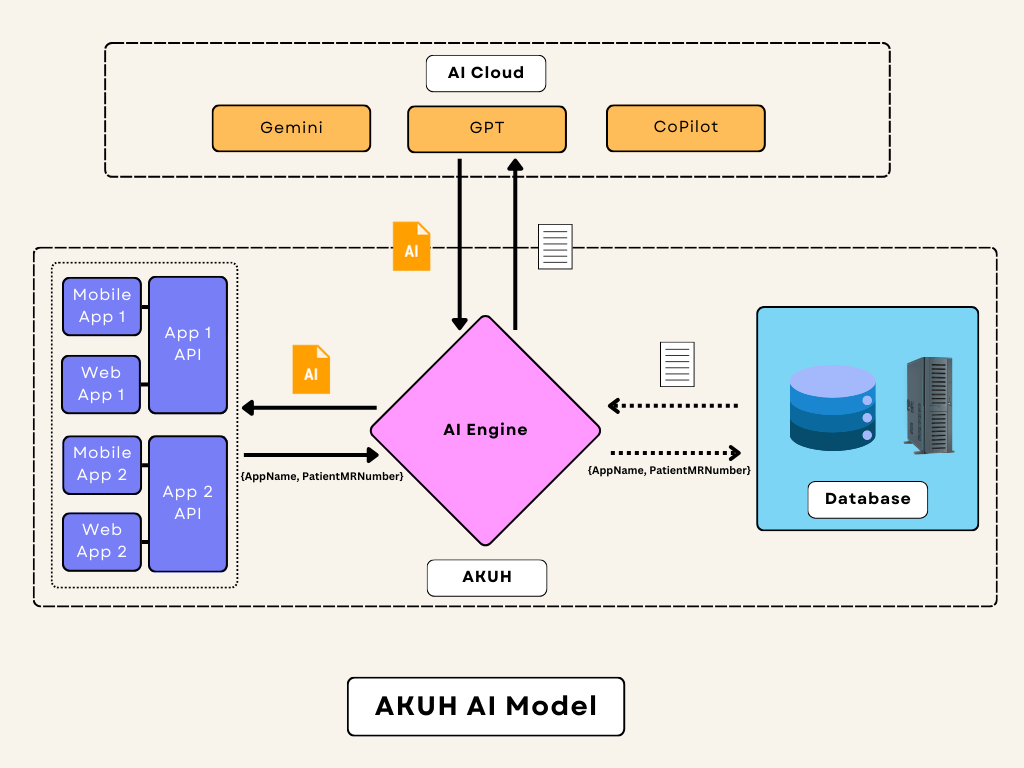 AI Cloud
Gemini
GPT
CoPilot
AI
Mobile
App 1
App 1
API
Web
App 1
AI
Mobile
App 2
App 2
API
Web
App 2
{AppName, PatientMRNumber}
AI Engine
{AppName, PatientMRNumber}
Database
AKUH
AKUH AI Model